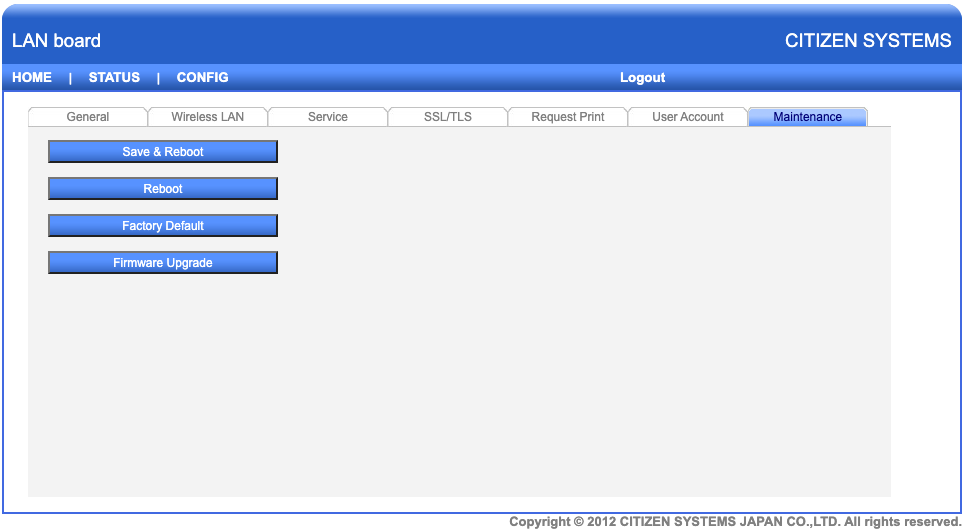 LAN board CITIZEN SYSTEMS
HOME | STATUS | CONFIG Logout
General Wireless LAN Service SSL/TLS Request Print User Account Maintenance
Save & Reboot
Reboot
Factory Default
Firmware Upgrade
Copyright © 2012 CITIZEN SYSTEMS JAPAN CO.,LTD. All rights reserved.